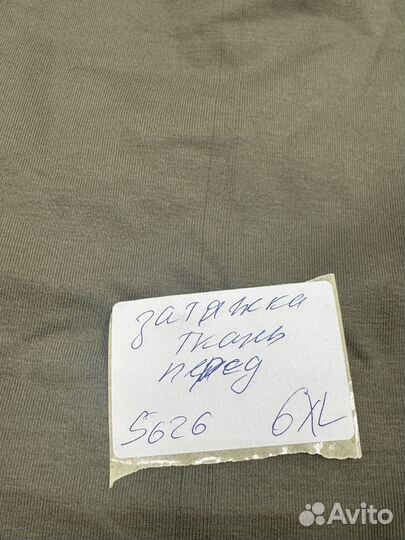 затяжка
ткань
перед
5626 6XL
Avito